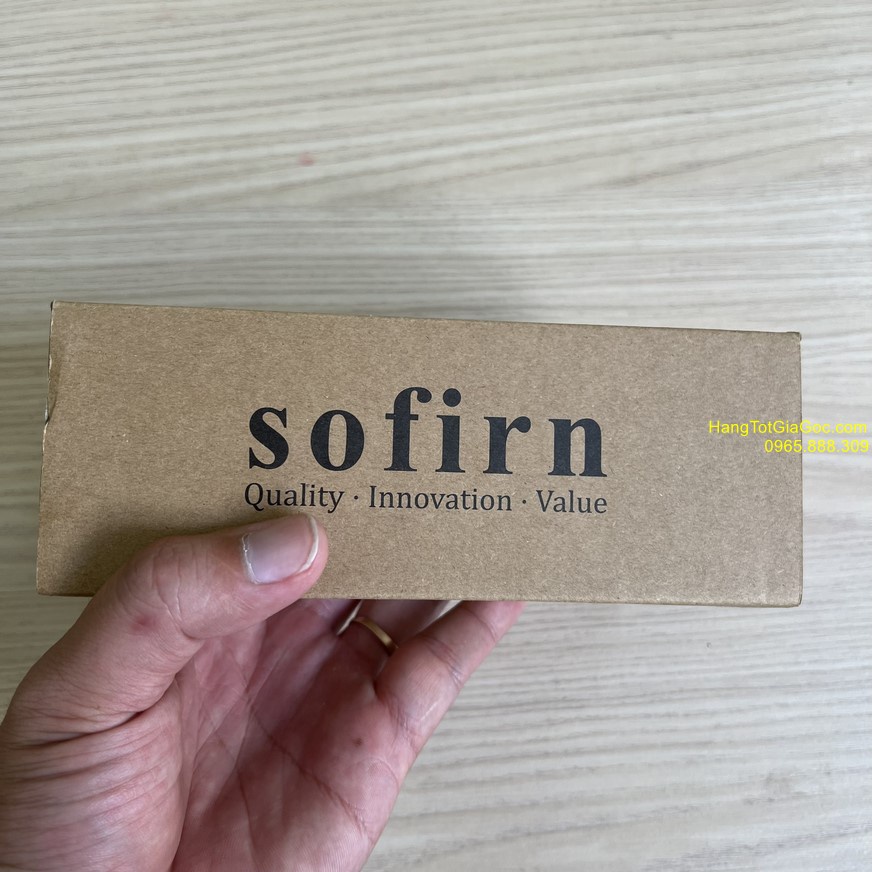 sofirn
Quality · Innovation · Value
HangTotGiaGoc.com
0965.888.309